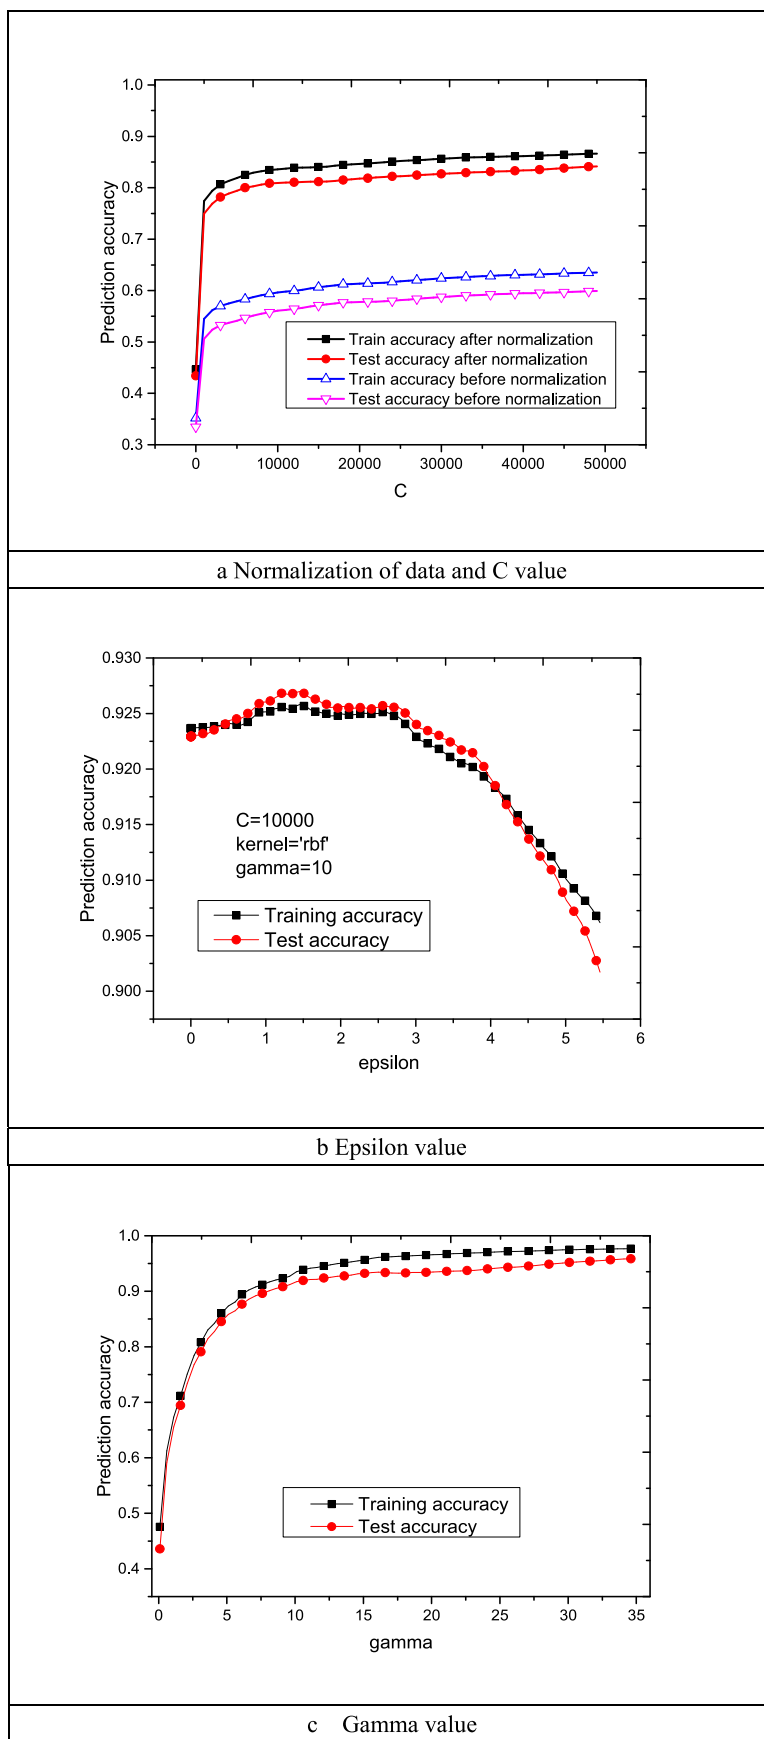 1.0
0.9
0.8
0.7
0.6
0.5
0.4
0.3
Prediction accuracy
Train accuracy after normalization
Test accuracy after normalization
Train accuracy before normalization
Test accuracy before normalization
0 10000 20000 30000 40000 50000
C
a Normalization of data and C value
0.930
0.925
0.920
0.915
0.910
0.905
0.900
Prediction accuracy
C=10000
kernel='rbf'
gamma=10
Training accuracy
Test accuracy
0 1 2 3 4 5 6
epsilon
b Epsilon value
1.0
0.9
0.8
0.7
0.6
0.5
0.4
Prediction accuracy
Training accuracy
Test accuracy
0 5 10 15 20 25 30 35
gamma
c Gamma value